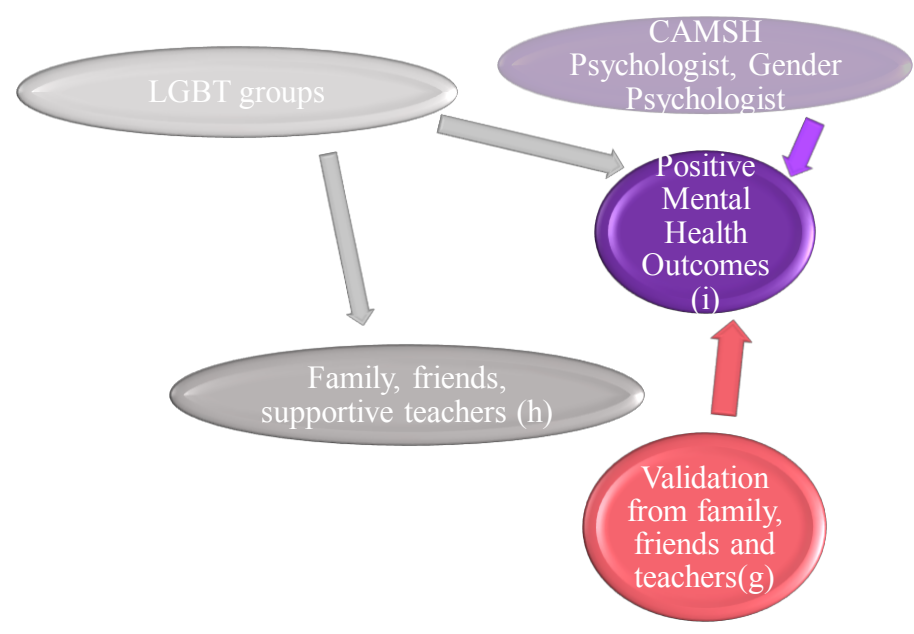 LGBT groups
CAMSH
Psychologist, Gender
Psychologist
Positive
Mental
Health
Outcomes
(i)
Family, friends,
supportive teachers (h)
Validation
from family,
friends and
teachers(g)